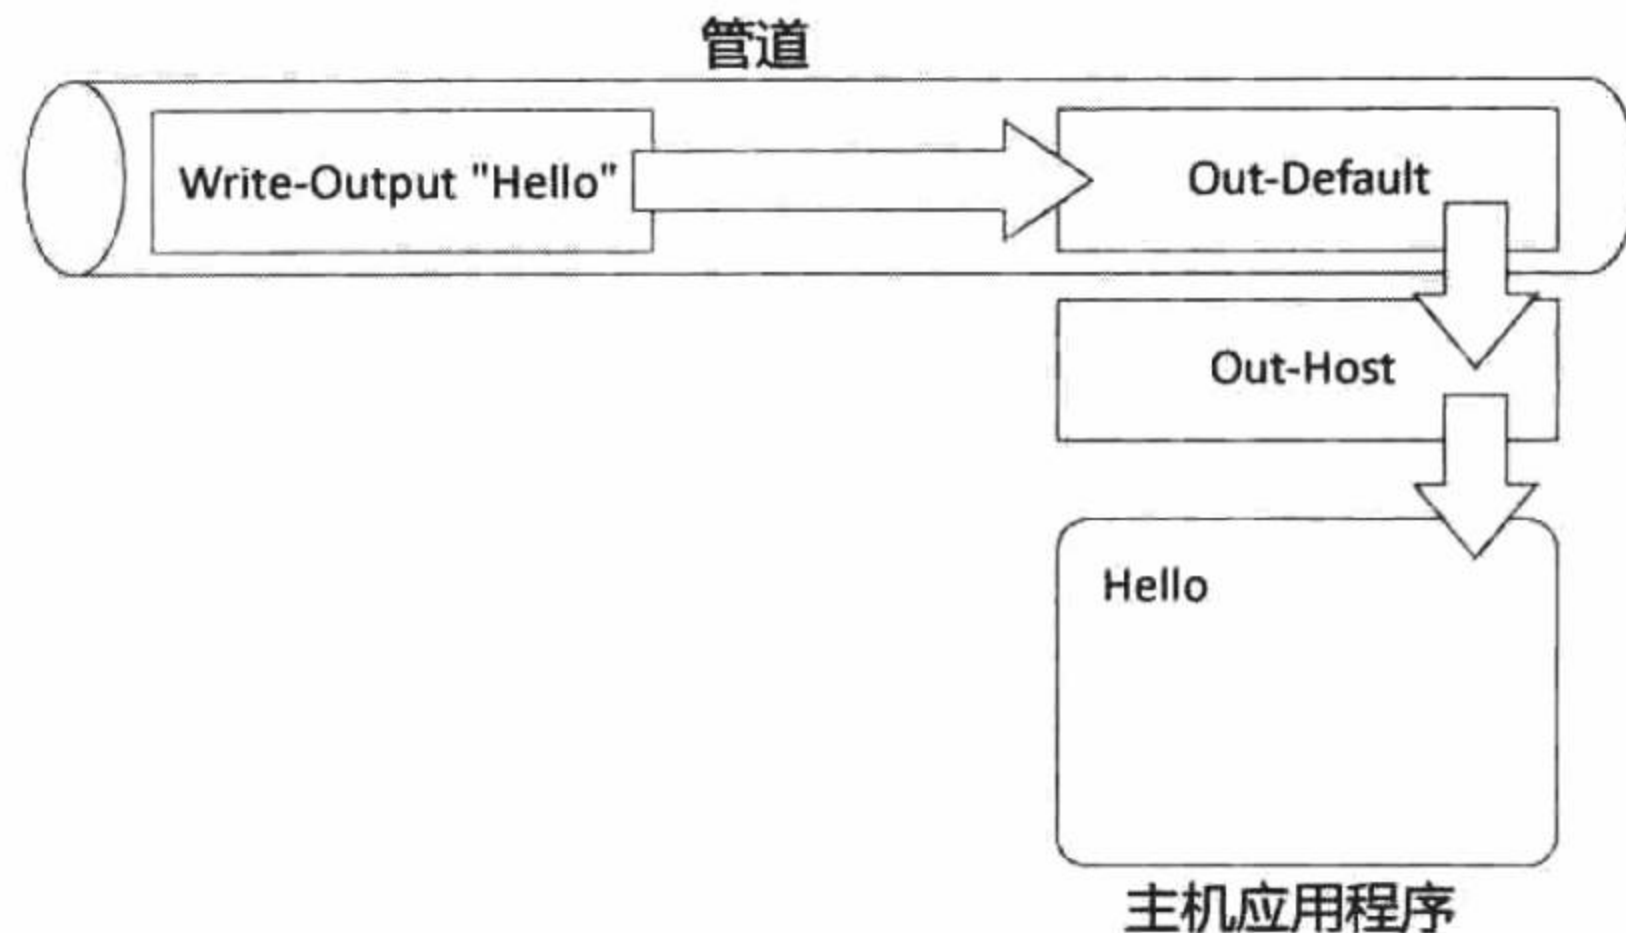 管道
Write-Output "Hello"
Out-Default
Out-Host
Hello
主机应用程序